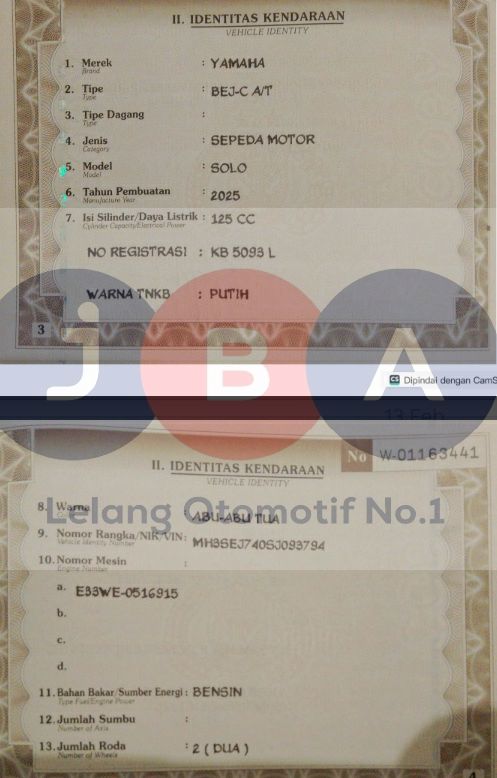 II. IDENTITAS KENDARAAN
VEHICLE IDENTITY
1. Merek : YAMAHA
Brand
2. Tipe : BEJ-C A/T
Type
3. Tipe Dagang :
Type
4. Jenis : SEPEDA MOTOR
Category
5. Model : SOLO
Model
6. Tahun Pembuatan : 2025
Manufacture Year
7. Isi Silinder/Daya Listrik : 125 CC
Cylinder Capacity/Electrical Power
NO REGISTRASI : KB 5093 L
WARNA TNKB : PUTIH
3
JBA
CS Dipindai dengan CamS
13 Feb
No W-01163441
II. IDENTITAS KENDARAAN
VEHICLE IDENTITY
8. Warna : ABU-ABU TUA
Lelang Otomotif No.1
9. Nomor Rangka/NIK/VIN: MH3SEJ740SJ093794
Vehicle Identity Number
10. Nomor Mesin :
Engine Number
a. E33WE-0516915
b.
c.
d.
11. Bahan Bakar/Sumber Energi : BENSIN
Type Fuel/Engine Power
12. Jumlah Sumbu :
Number of Axis
13. Jumlah Roda : 2 ( DUA )
Number of Wheels
4